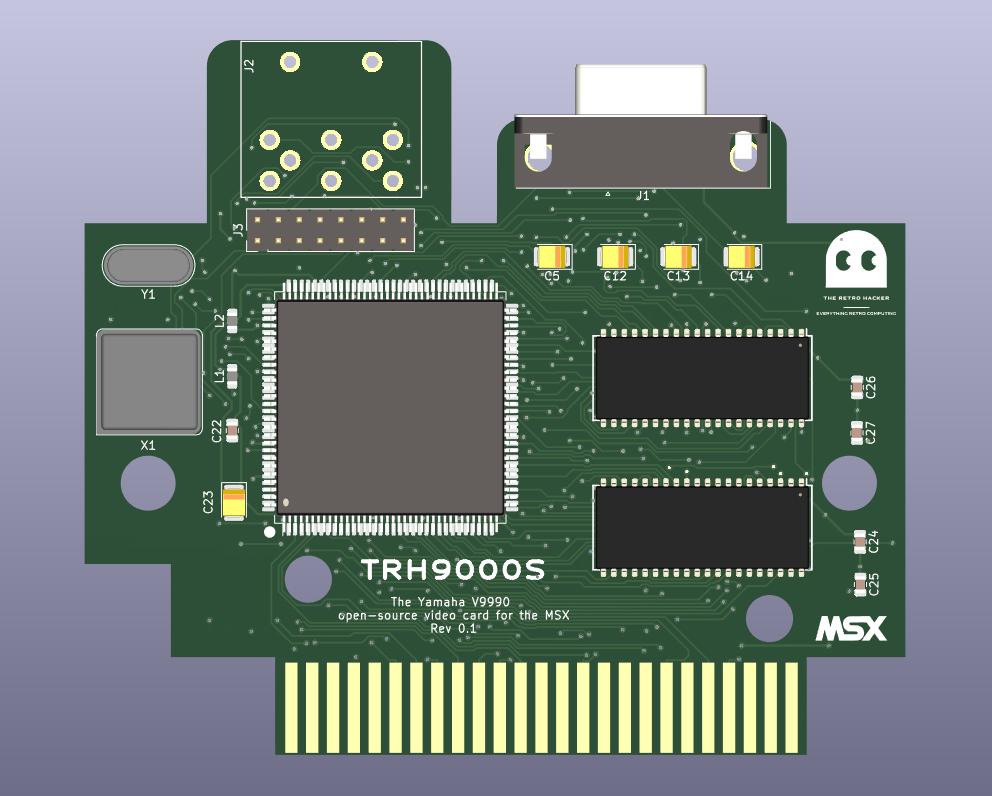 J2
J1
J3
C5
C12
C13
C14
Y1
THE RETRO HACKER
EVERYTHING RETRO COMPUTING
L2
L1
C26
C22
C27
X1
C23
C24
C25
TRH9000S
The Yamaha V9990
open-source video card for the MSX
Rev 0.1
MSX